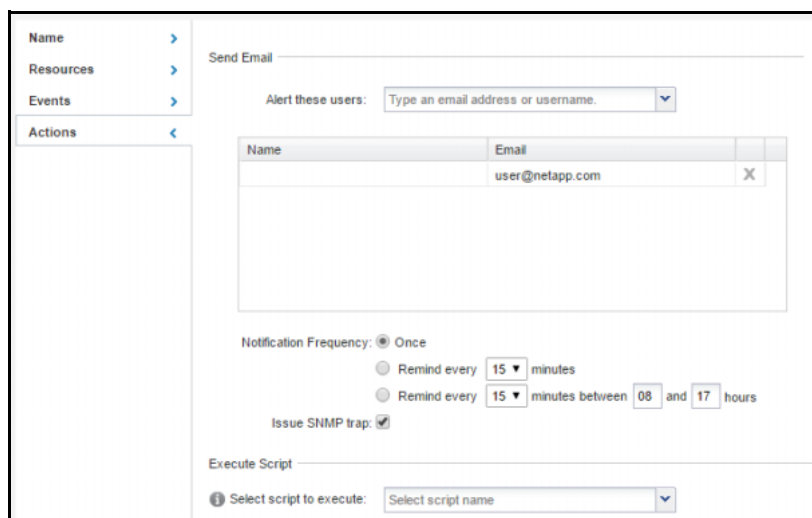 Name
Resources
Events
Actions
Send Email
Alert these users: Type an email address or username.
Name Email
user@netapp.com X
Notification Frequency: Once
Remind every 15 minutes
Remind every 15 minutes between 08 and 17 hours
Issue SNMP trap:
Execute Script
Select script to execute: Select script name